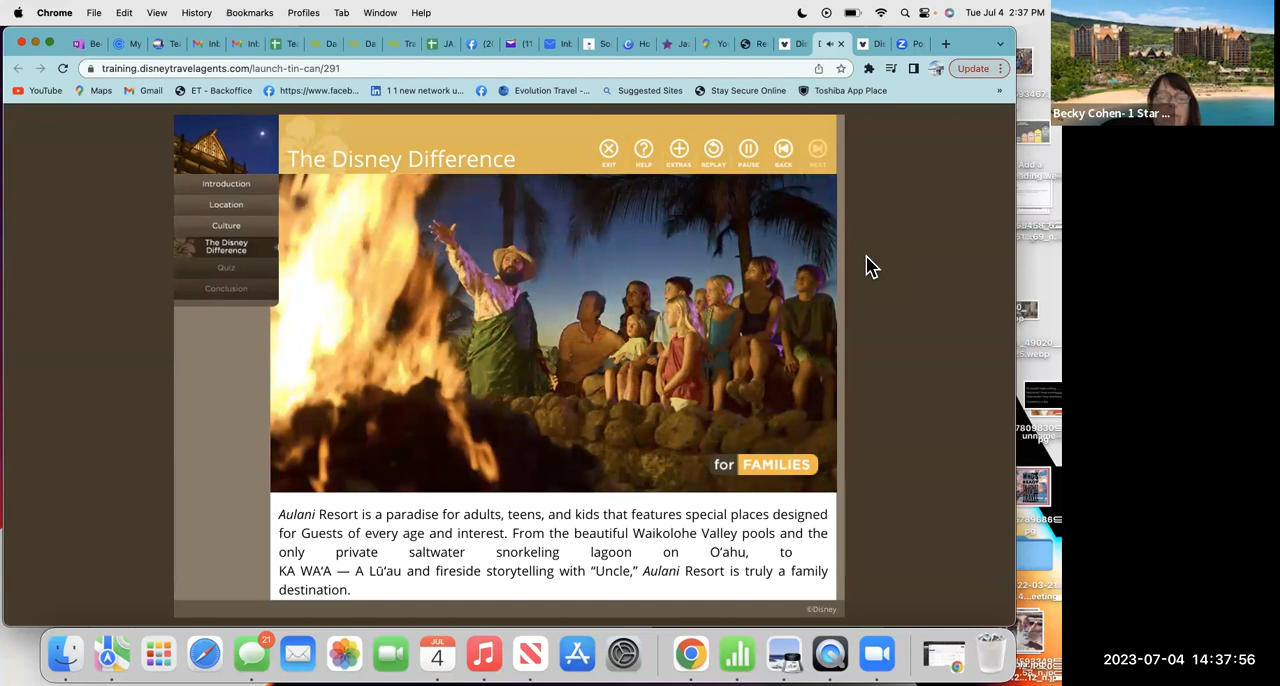 Chrome File Edit View History Bookmarks Profiles Tab Window Help Tue Jul 4 2:37 PM
training.disneytravelagents.com/launch-tin-can/291
Update
YouTube Maps Gmail ET - Backoffice https://www.faceb... 1 1 new network u... Evolution Travel -... Suggested Sites Stay Secure Online Toshiba App Place »
Becky Cohen- 1 Star ...
The Disney Difference
EXIT HELP EXTRAS REPLAY PAUSE BACK NEXT
Introduction
Location
Culture
The Disney
Difference
Quiz
Conclusion
for FAMILIES
Aulani Resort is a paradise for adults, teens, and kids that features special places designed
for Guests of every age and interest. From the beautiful Waikolohe Valley pools and the
only private saltwater snorkeling lagoon on O‘ahu, to
KA WA‘A — A Lū‘au and fireside storytelling with “Uncle,” Aulani Resort is truly a family
destination.
©Disney
21
JUL
4
2023-07-04 14:37:56